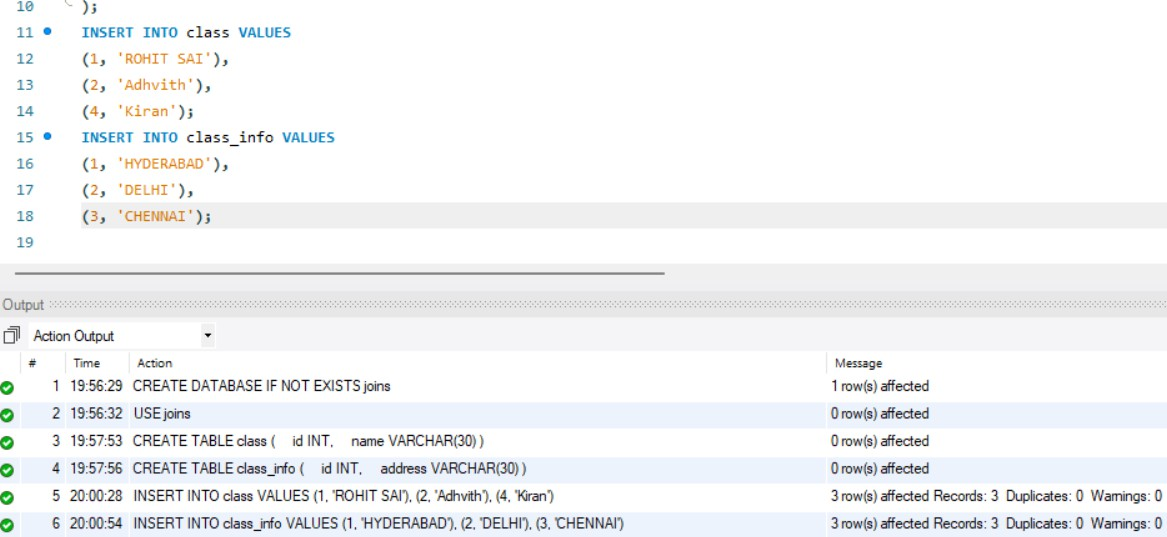 10 );
11 INSERT INTO class VALUES
12 (1, 'ROHIT SAI'),
13 (2, 'Adhvith'),
14 (4, 'Kiran');
15 INSERT INTO class_info VALUES
16 (1, 'HYDERABAD'),
17 (2, 'DELHI'),
18 (3, 'CHENNAI');
19
Output
Action Output
# Time Action Message
1 19:56:29 CREATE DATABASE IF NOT EXISTS joins 1 row(s) affected
2 19:56:32 USE joins 0 row(s) affected
3 19:57:53 CREATE TABLE class ( id INT, name VARCHAR(30) ) 0 row(s) affected
4 19:57:56 CREATE TABLE class_info ( id INT, address VARCHAR(30) ) 0 row(s) affected
5 20:00:28 INSERT INTO class VALUES (1, 'ROHIT SAI'), (2, 'Adhvith'), (4, 'Kiran') 3 row(s) affected Records: 3 Duplicates: 0 Warnings: 0
6 20:00:54 INSERT INTO class_info VALUES (1, 'HYDERABAD'), (2, 'DELHI'), (3, 'CHENNAI') 3 row(s) affected Records: 3 Duplicates: 0 Warnings: 0